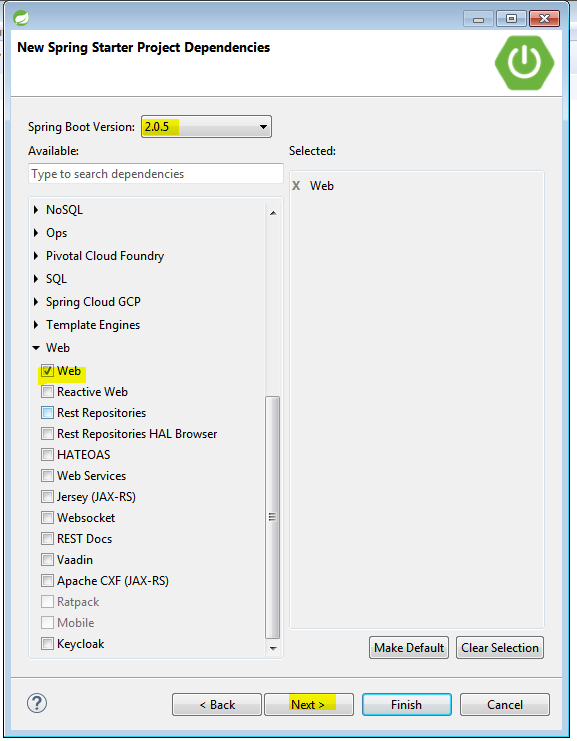 New Spring Starter Project Dependencies
Spring Boot Version: 2.0.5
Available:
Type to search dependencies
NoSQL
Ops
Pivotal Cloud Foundry
SQL
Spring Cloud GCP
Template Engines
Web
Web
Reactive Web
Rest Repositories
Rest Repositories HAL Browser
HATEOAS
Web Services
Jersey (JAX-RS)
Websocket
REST Docs
Vaadin
Apache CXF (JAX-RS)
Ratpack
Mobile
Keycloak
Selected:
X Web
Make Default Clear Selection
? < Back Next > Finish Cancel